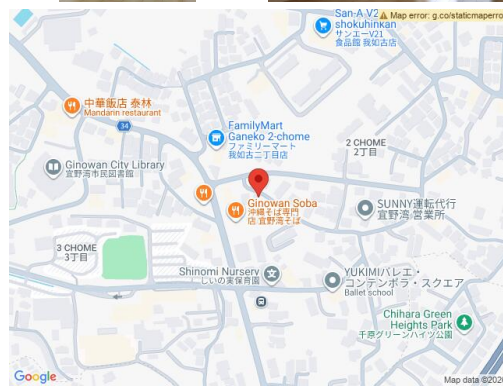 San-A V2
shokuhinkan
サンエーV21
食品館 我如古店
Map error: g.co/staticmaperro
中華飯店 泰林
Mandarin restaurant
34
FamilyMart
Ganeko 2-chome
ファミリーマート
我如古二丁目店
2 CHOME
2丁目
Ginowan City Library
宜野湾市民図書館
Ginowan Soba
沖縄そば専門
店 宜野湾そば
SUNNY運転代行
宜野湾 営業所
3 CHOME
3丁目
Shinomi Nursery
しいの実保育園
YUKIMIバレエ・
コンテンポラ・スクエア
Ballet school
Chihara Green
Heights Park
千原グリーンハイツ公園
Google
Map data ©202